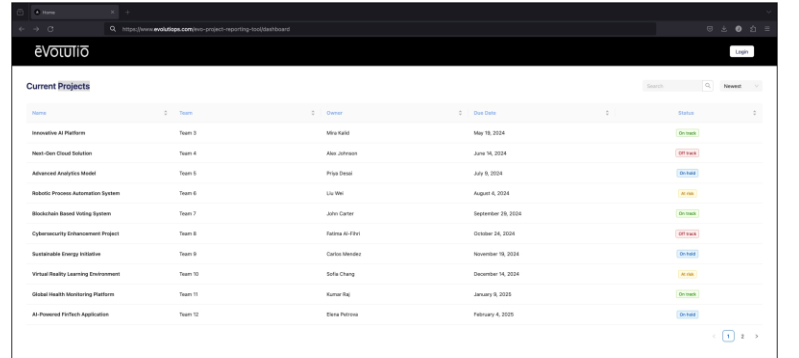 Home
https://www.evolutiops.com/evo-project-reporting-tool/dashboard
ēVOLUTIŌ
Login
Current Projects
Search
Newest
Name Team Owner Due Date Status
Innovative AI Platform Team 3 Mira Kalid May 19, 2024 On track
Next-Gen Cloud Solution Team 4 Alex Johnson June 14, 2024 Off track
Advanced Analytics Model Team 5 Priya Desai July 9, 2024 On hold
Robotic Process Automation System Team 6 Liu Wei August 4, 2024 At risk
Blockchain Based Voting System Team 7 John Carter September 29, 2024 On track
Cybersecurity Enhancement Project Team 8 Fatima Al-Fihri October 24, 2024 Off track
Sustainable Energy Initiative Team 9 Carlos Mendez November 19, 2024 On hold
Virtual Reality Learning Environment Team 10 Sofia Chang December 14, 2024 At risk
Global Health Monitoring Platform Team 11 Kumar Raj January 9, 2025 On track
AI-Powered FinTech Application Team 12 Elena Petrova February 4, 2025 On hold
1 2